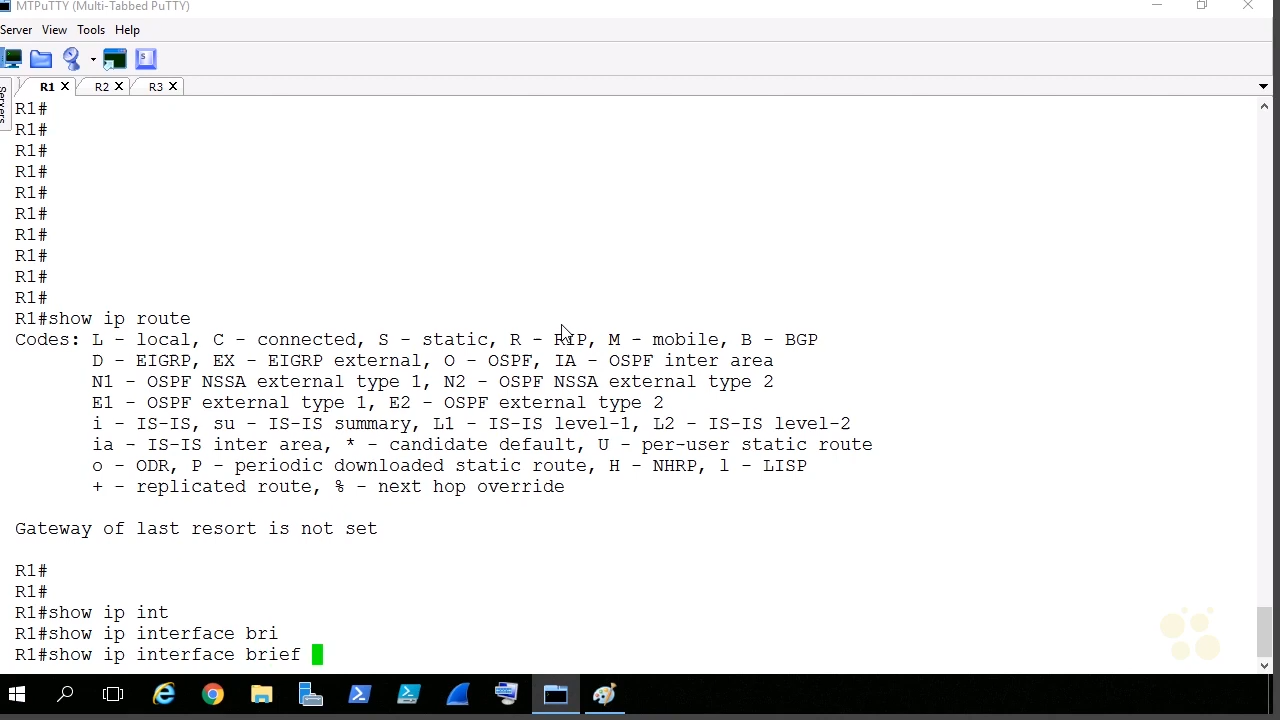 MTPuTTY (Multi-Tabbed PuTTY)
Server View Tools Help
R1 R2 R3
Servers
R1#
R1#
R1#
R1#
R1#
R1#
R1#
R1#
R1#
R1#
R1#show ip route
Codes: L - local, C - connected, S - static, R - RIP, M - mobile, B - BGP
D - EIGRP, EX - EIGRP external, O - OSPF, IA - OSPF inter area
N1 - OSPF NSSA external type 1, N2 - OSPF NSSA external type 2
E1 - OSPF external type 1, E2 - OSPF external type 2
i - IS-IS, su - IS-IS summary, L1 - IS-IS level-1, L2 - IS-IS level-2
ia - IS-IS inter area, * - candidate default, U - per-user static route
o - ODR, P - periodic downloaded static route, H - NHRP, l - LISP
+ - replicated route, % - next hop override
Gateway of last resort is not set
R1#
R1#
R1#show ip int
R1#show ip interface bri
R1#show ip interface brief